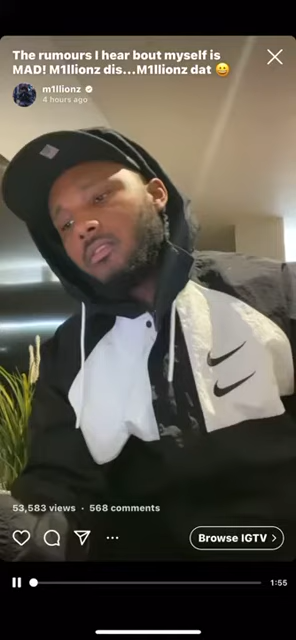 The rumours I hear bout myself is
MAD! M1llionz dis...M1llionz dat 😀
m1llionz
4 hours ago
53,583 views · 568 comments
Browse IGTV >
1:55